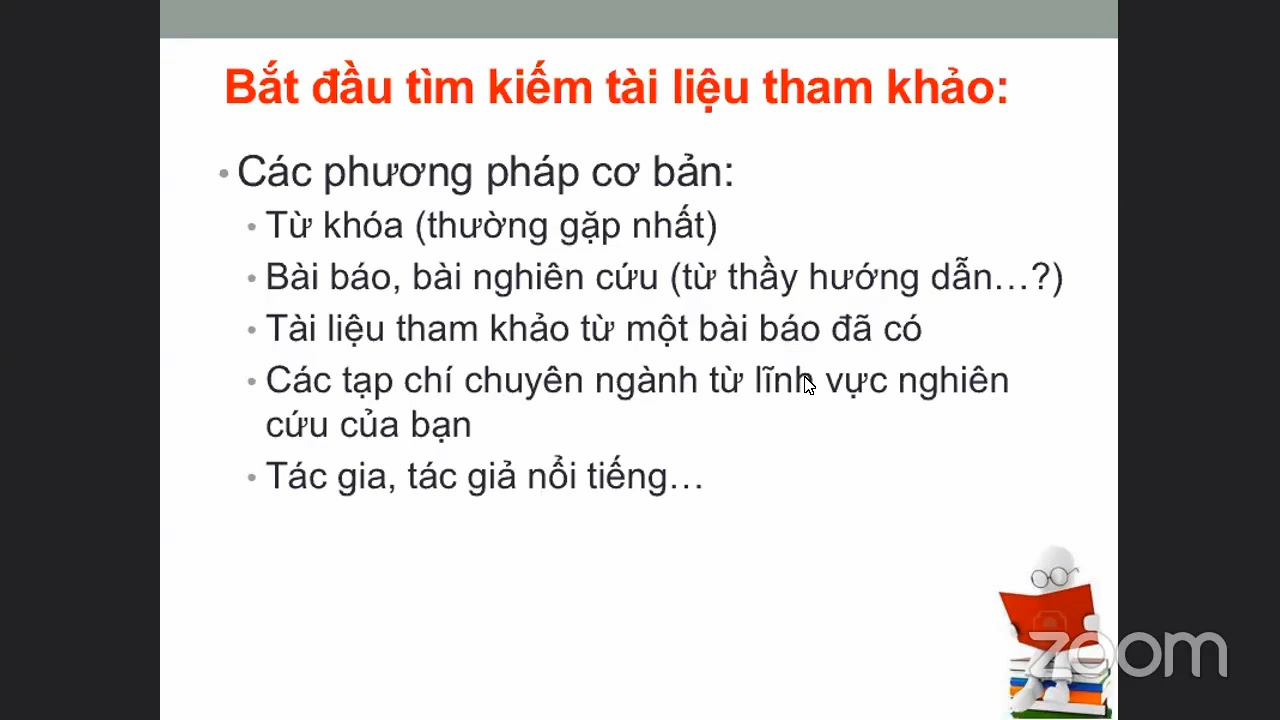 Bắt đầu tìm kiếm tài liệu tham khảo:
• Các phương pháp cơ bản:
• Từ khóa (thường gặp nhất)
• Bài báo, bài nghiên cứu (từ thầy hướng dẫn…?)
• Tài liệu tham khảo từ một bài báo đã có
• Các tạp chí chuyên ngành từ lĩnh vực nghiên
cứu của bạn
• Tác gia, tác giả nổi tiếng…
zoom